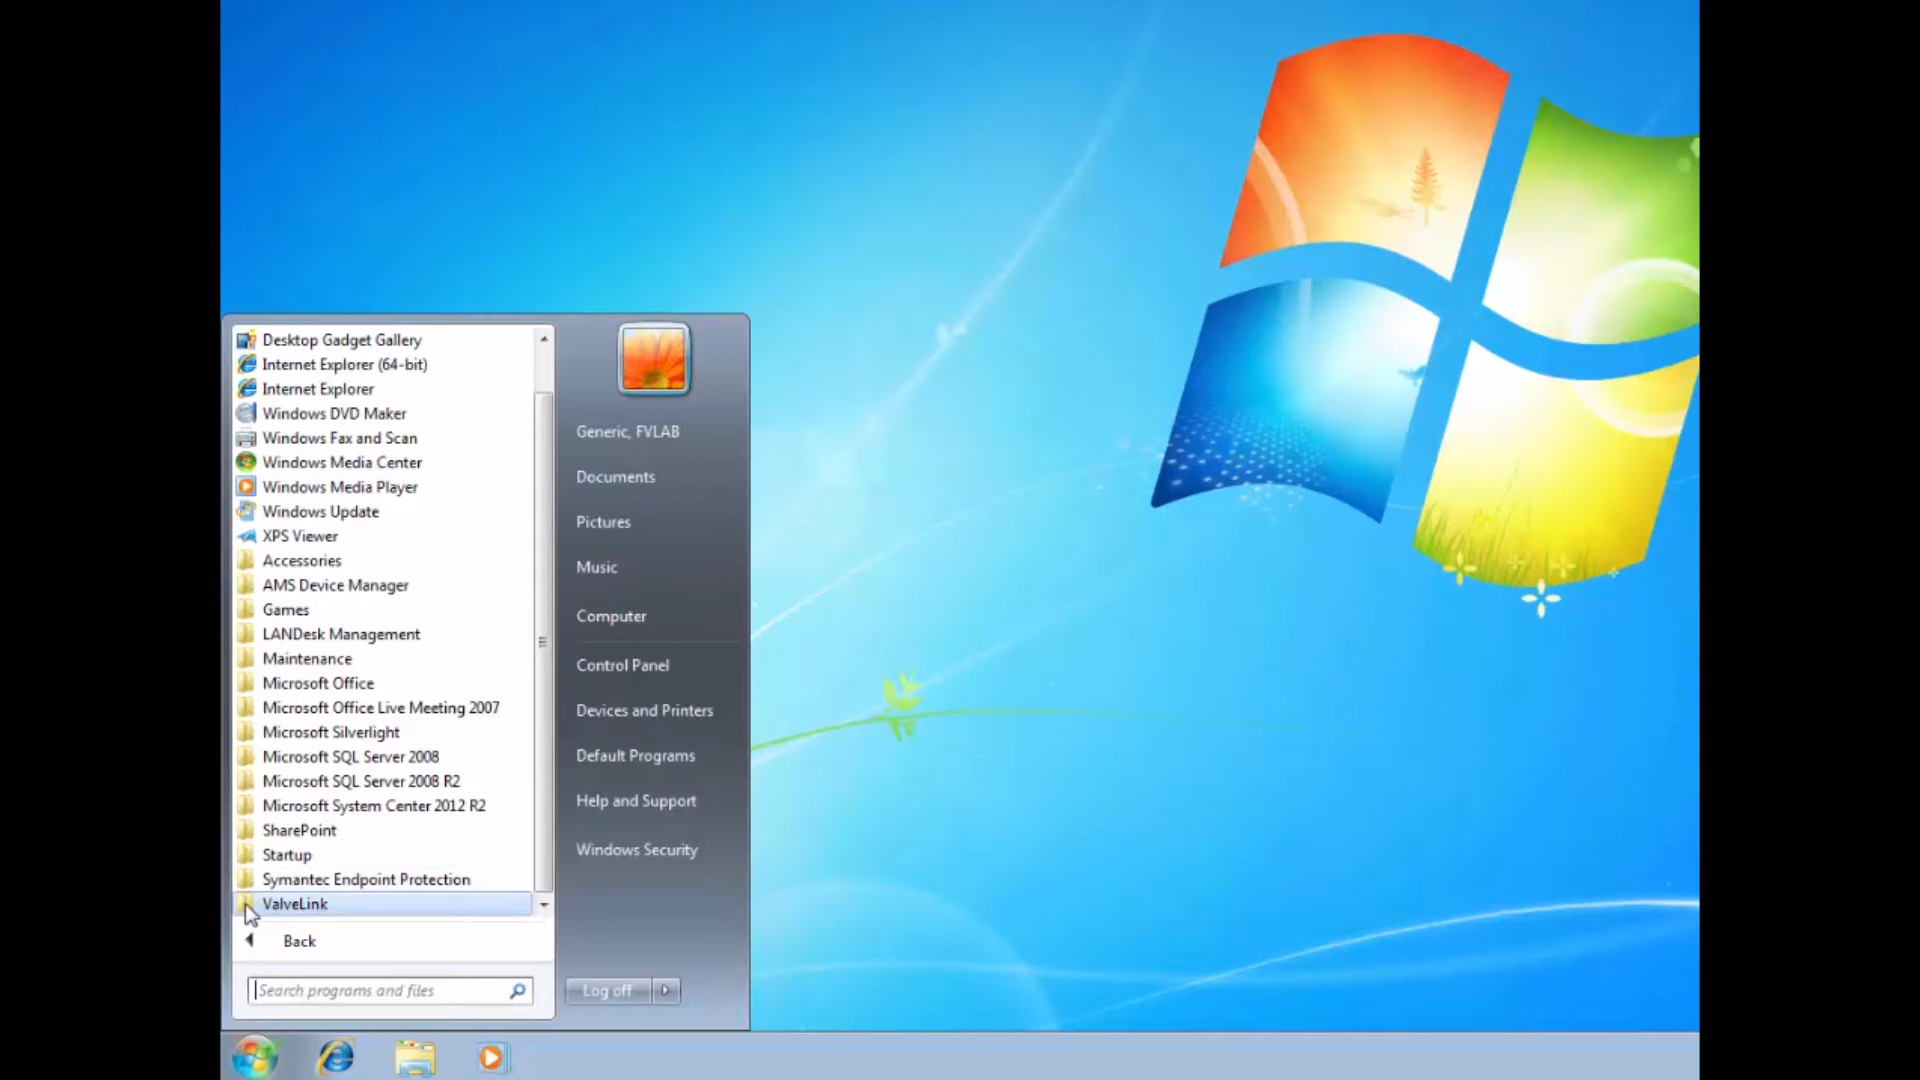 Desktop Gadget Gallery
Internet Explorer (64-bit)
Internet Explorer
Windows DVD Maker
Windows Fax and Scan
Windows Media Center
Windows Media Player
Windows Update
XPS Viewer
Accessories
AMS Device Manager
Games
LANDesk Management
Maintenance
Microsoft Office
Microsoft Office Live Meeting 2007
Microsoft Silverlight
Microsoft SQL Server 2008
Microsoft SQL Server 2008 R2
Microsoft System Center 2012 R2
SharePoint
Startup
Symantec Endpoint Protection
ValveLink
Back
Search programs and files
Generic, FVLAB
Documents
Pictures
Music
Computer
Control Panel
Devices and Printers
Default Programs
Help and Support
Windows Security
Log off